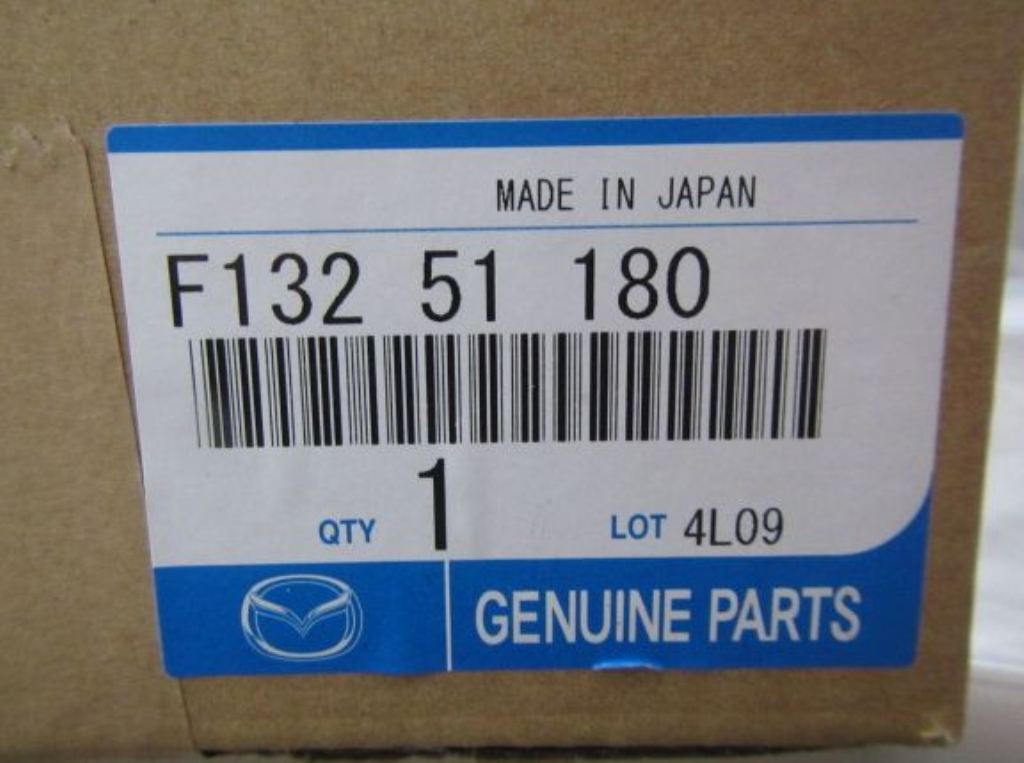 MADE IN JAPAN
F132 51 180
QTY 1 LOT 4L09
GENUINE PARTS